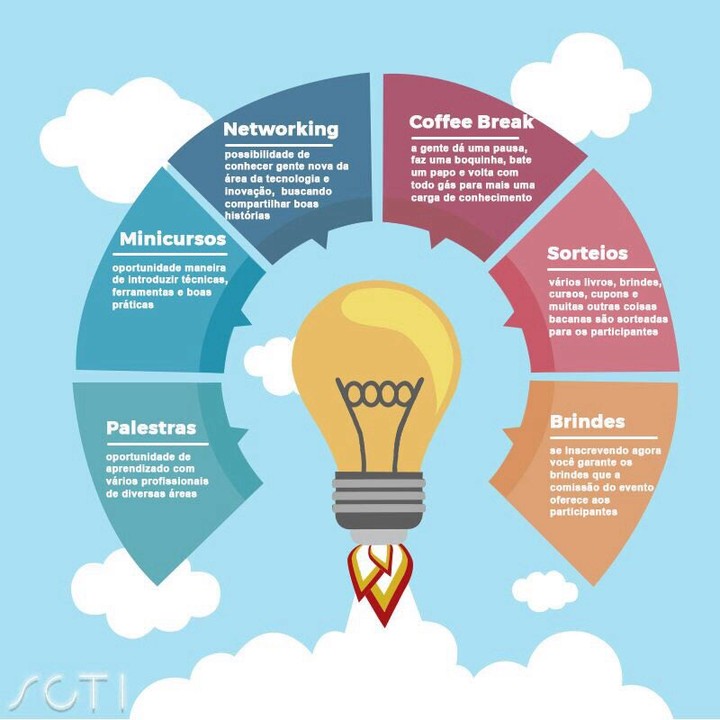 Networking
possibilidade de
conhecer gente nova da
área da tecnologia e
inovação, buscando
compartilhar boas
histórias
Coffee Break
a gente dá uma pausa,
faz uma boquinha, bate
um papo e volta com
todo gás para mais uma
carga de conhecimento
Minicursos
oportunidade maneira
de introduzir técnicas,
ferramentas e boas
práticas
Sorteios
vários livros, brindes,
cursos, cupons e
muitas outras coisas
bacanas são sorteadas
para os participantes
Palestras
oportunidade de
aprendizado com
vários profissionais
de diversas áreas
Brindes
se inscrevendo agora
você garante os
brindes que a
comissão do evento
oferece aos
participantes
SCTI